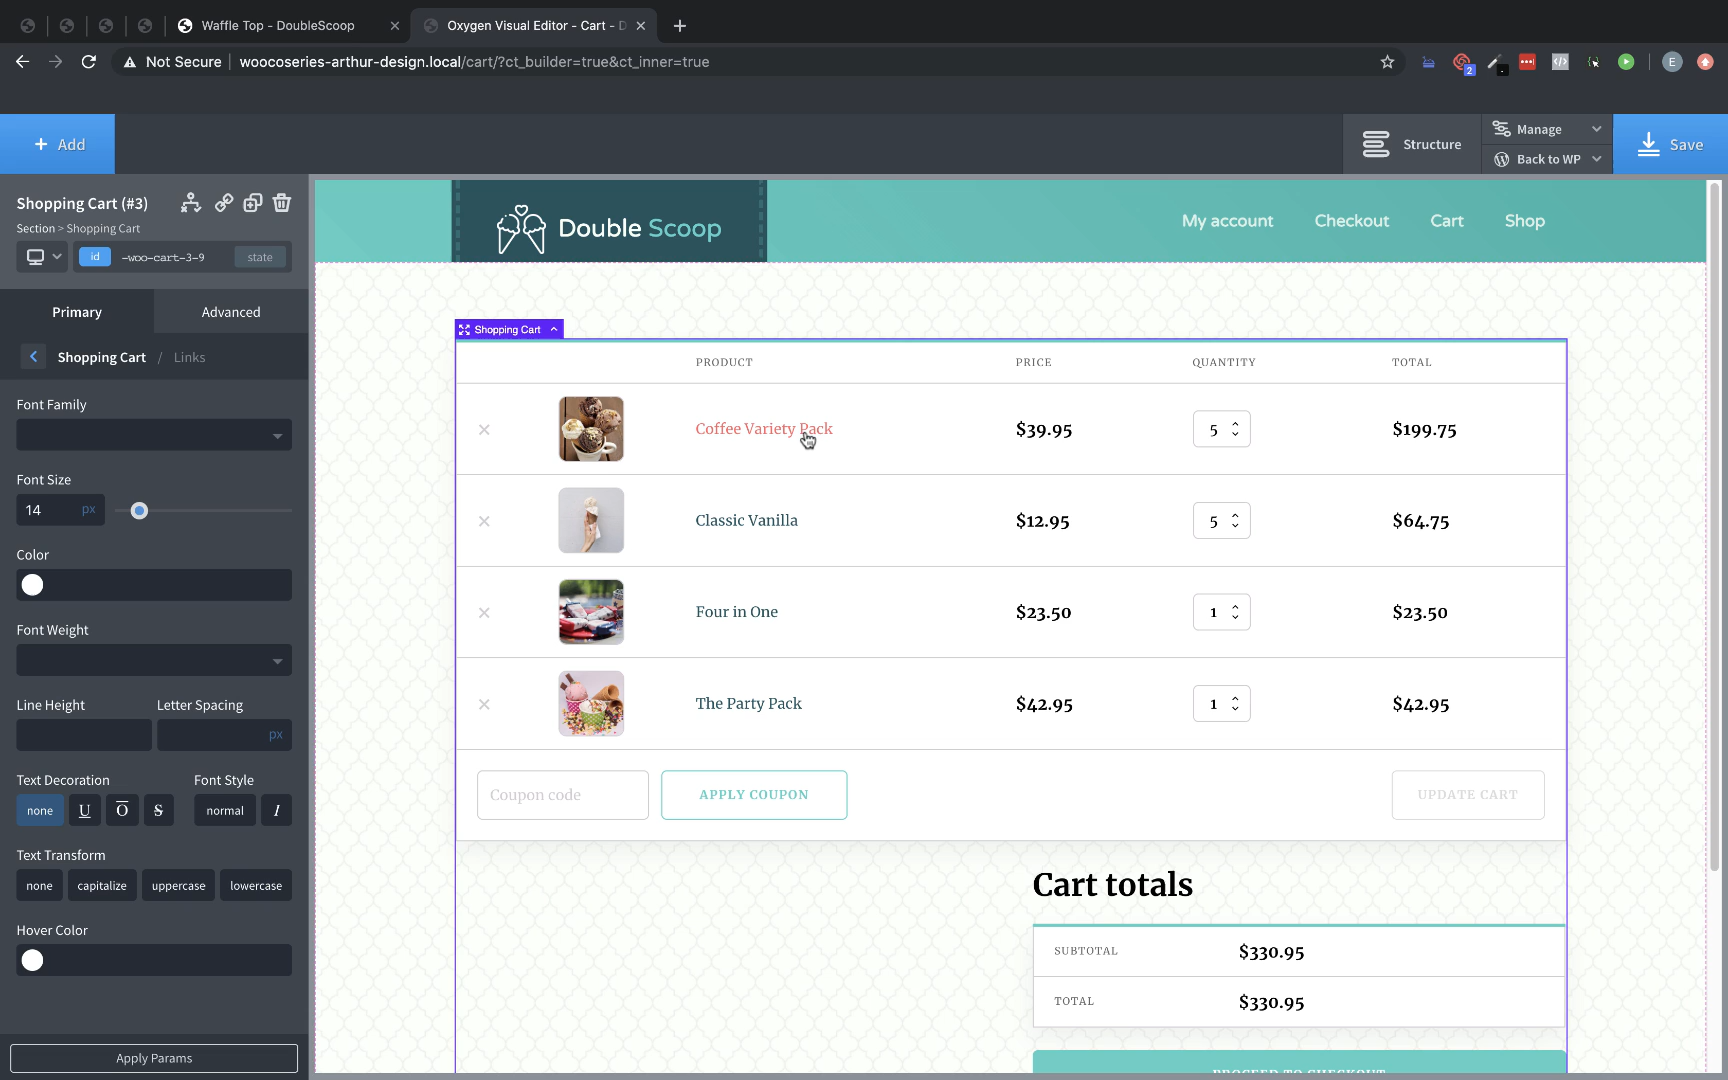 Waffle Top - DoubleScoop
Oxygen Visual Editor - Cart - D
Not Secure
woocoseries-arthur-design.local/cart/?ct_builder=true&ct_inner=true
2
E
+ Add
Structure
Manage
Back to WP
Save
Shopping Cart (#3)
Section > Shopping Cart
id
-woo-cart-3-9
state
Primary
Advanced
Shopping Cart / Links
Font Family
Font Size
14 px
Color
Font Weight
Line Height
Letter Spacing
px
Text Decoration
Font Style
none U O S normal I
Text Transform
none capitalize uppercase lowercase
Hover Color
Apply Params
Double Scoop
My account
Checkout
Cart
Shop
Shopping Cart
PRODUCT PRICE QUANTITY TOTAL
Coffee Variety Pack $39.95 5 $199.75
Classic Vanilla $12.95 5 $64.75
Four in One $23.50 1 $23.50
The Party Pack $42.95 1 $42.95
Coupon code
APPLY COUPON
UPDATE CART
Cart totals
SUBTOTAL $330.95
TOTAL $330.95
PROCEED TO CHECKOUT